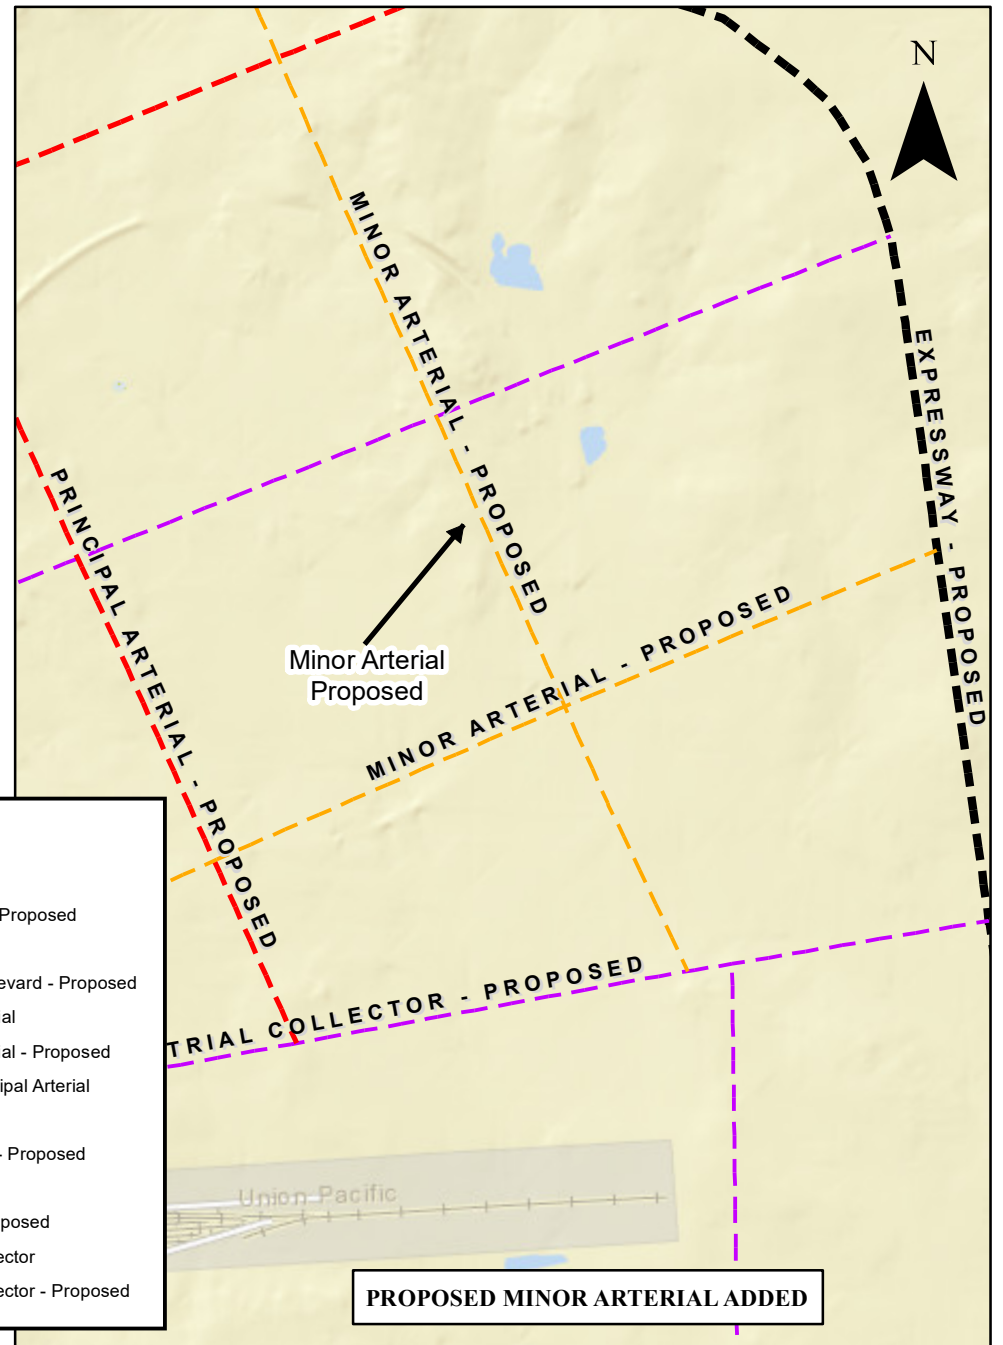 N
MINOR ARTERIAL - PROPOSED
EXPRESSWAY - PROPOSED
PRINCIPAL ARTERIAL - PROPOSED
Minor Arterial
Proposed
MINOR ARTERIAL - PROPOSED
Proposed
evard - Proposed
al
al - Proposed
ipal Arterial
- Proposed
posed
ector
ector - Proposed
TRIAL COLLECTOR - PROPOSED
Union Pacific
PROPOSED MINOR ARTERIAL ADDED